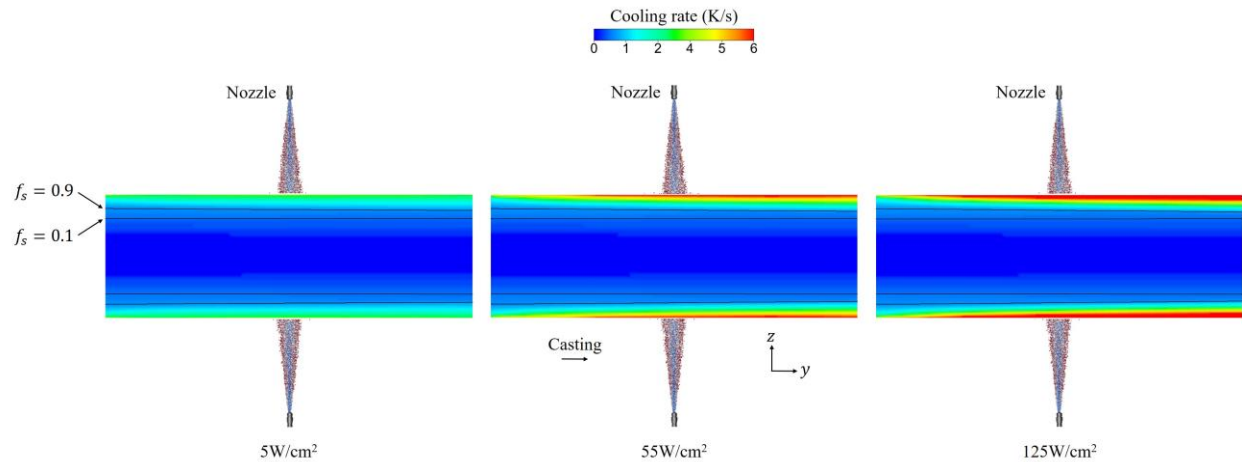 Cooling rate (K/s)
0 1 2 4 5 6
Nozzle Nozzle Nozzle
f_s = 0.9
f_s = 0.1
Casting
z
y
5W/cm²
55W/cm²
125W/cm²